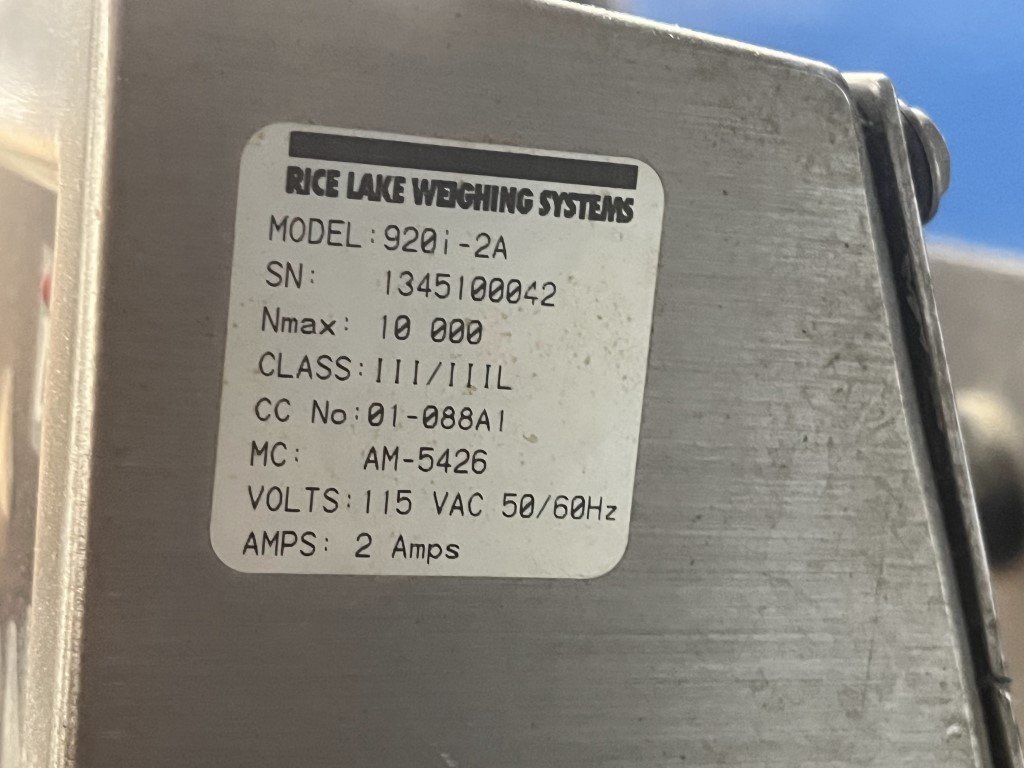 RICE LAKE WEIGHING SYSTEMS
MODEL: 920i-2A
SN: 1345100042
Nmax: 10 000
CLASS: III/IIIL
CC No: 01-088A1
MC: AM-5426
VOLTS: 115 VAC 50/60Hz
AMPS: 2 Amps